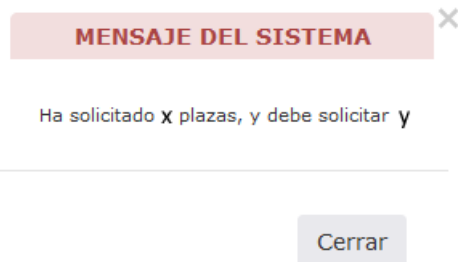 MENSAJE DEL SISTEMA
Ha solicitado x plazas, y debe solicitar y
Cerrar